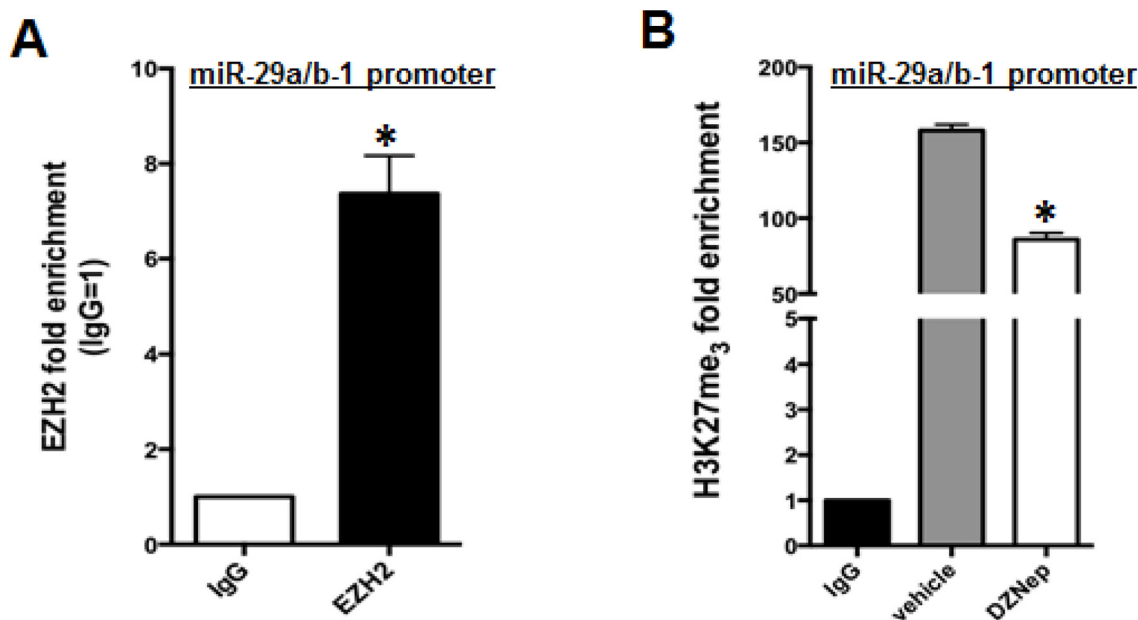 A
miR-29a/b-1 promoter
EZH2 fold enrichment
(IgG=1)
10
8
6
4
2
0
*
IgG
EZH2
B
miR-29a/b-1 promoter
H3K27me3 fold enrichment
200
150
100
50
5
4
3
2
1
0
*
IgG
vehicle
DZNep